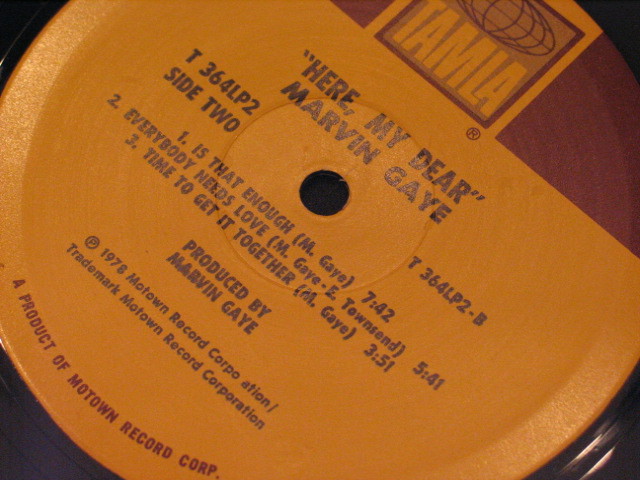 TAMLA
®
"HERE, MY DEAR"
MARVIN GAYE
T 364LP2
SIDE TWO
T 364LP2-B
1. IS THAT ENOUGH (M. Gaye) 7:42
2. EVERYBODY NEEDS LOVE (M. Gaye-E. Townsend) 5:41
3. TIME TO GET IT TOGETHER (M. Gaye) 3:51
PRODUCED BY
MARVIN GAYE
℗ 1978 Motown Record Corpo ation/
Trademark Motown Record Corporation
A PRODUCT OF MOTOWN RECORD CORP.